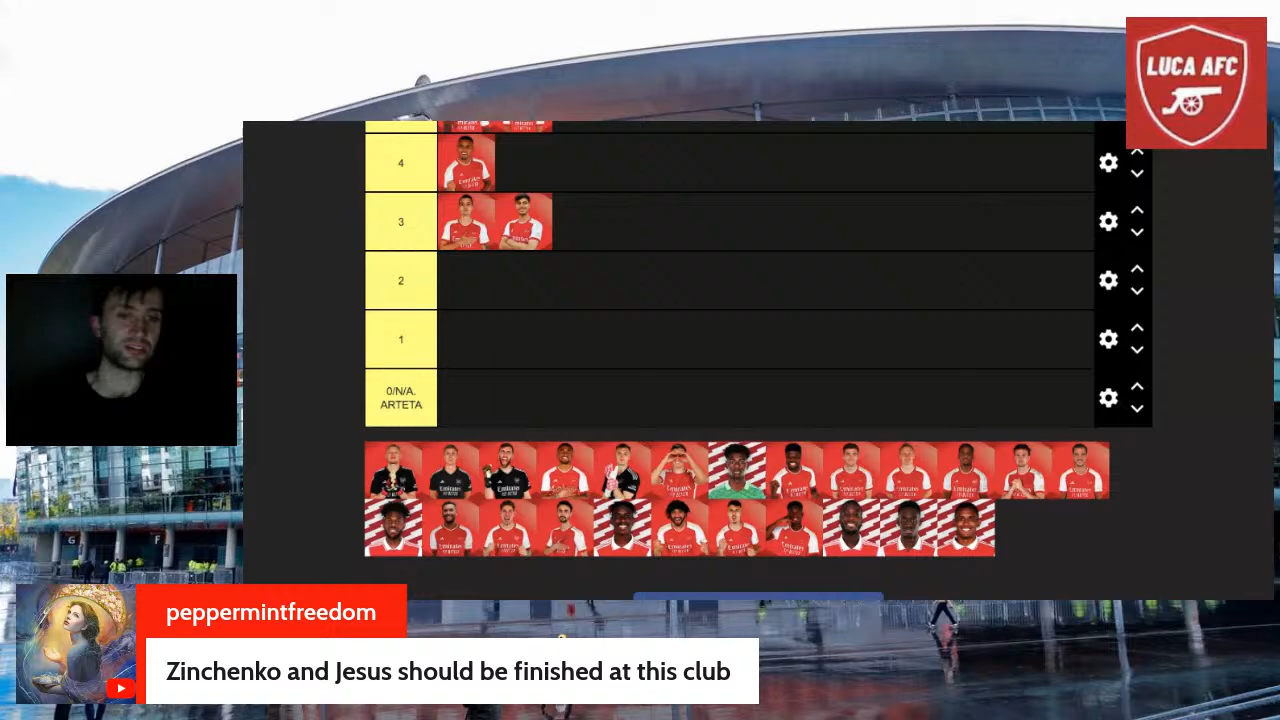 LUCA AFC
4
3
2
1
0/N/A.
ARTETA
G
F
peppermintfreedom
Zinchenko and Jesus should be finished at this club